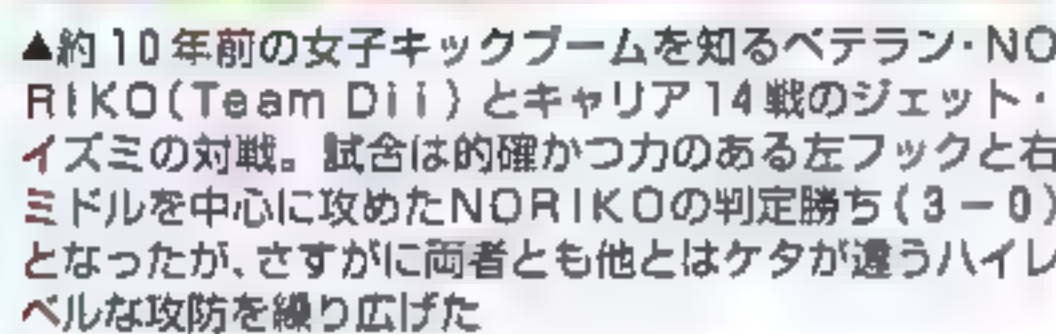 ▲約10年前の女子キックブームを知るベテラン・NO
RIKO(Team Dii)とキャリア14戦のジェット・
イズミの対戦。試合は的確かつ力のある左フックと右
ミドルを中心に攻めたNORIKOの判定勝ち(3－0)
となったが、さすがに両者とも他とはケタが違うハイレ
ベルな攻防を繰り広げた